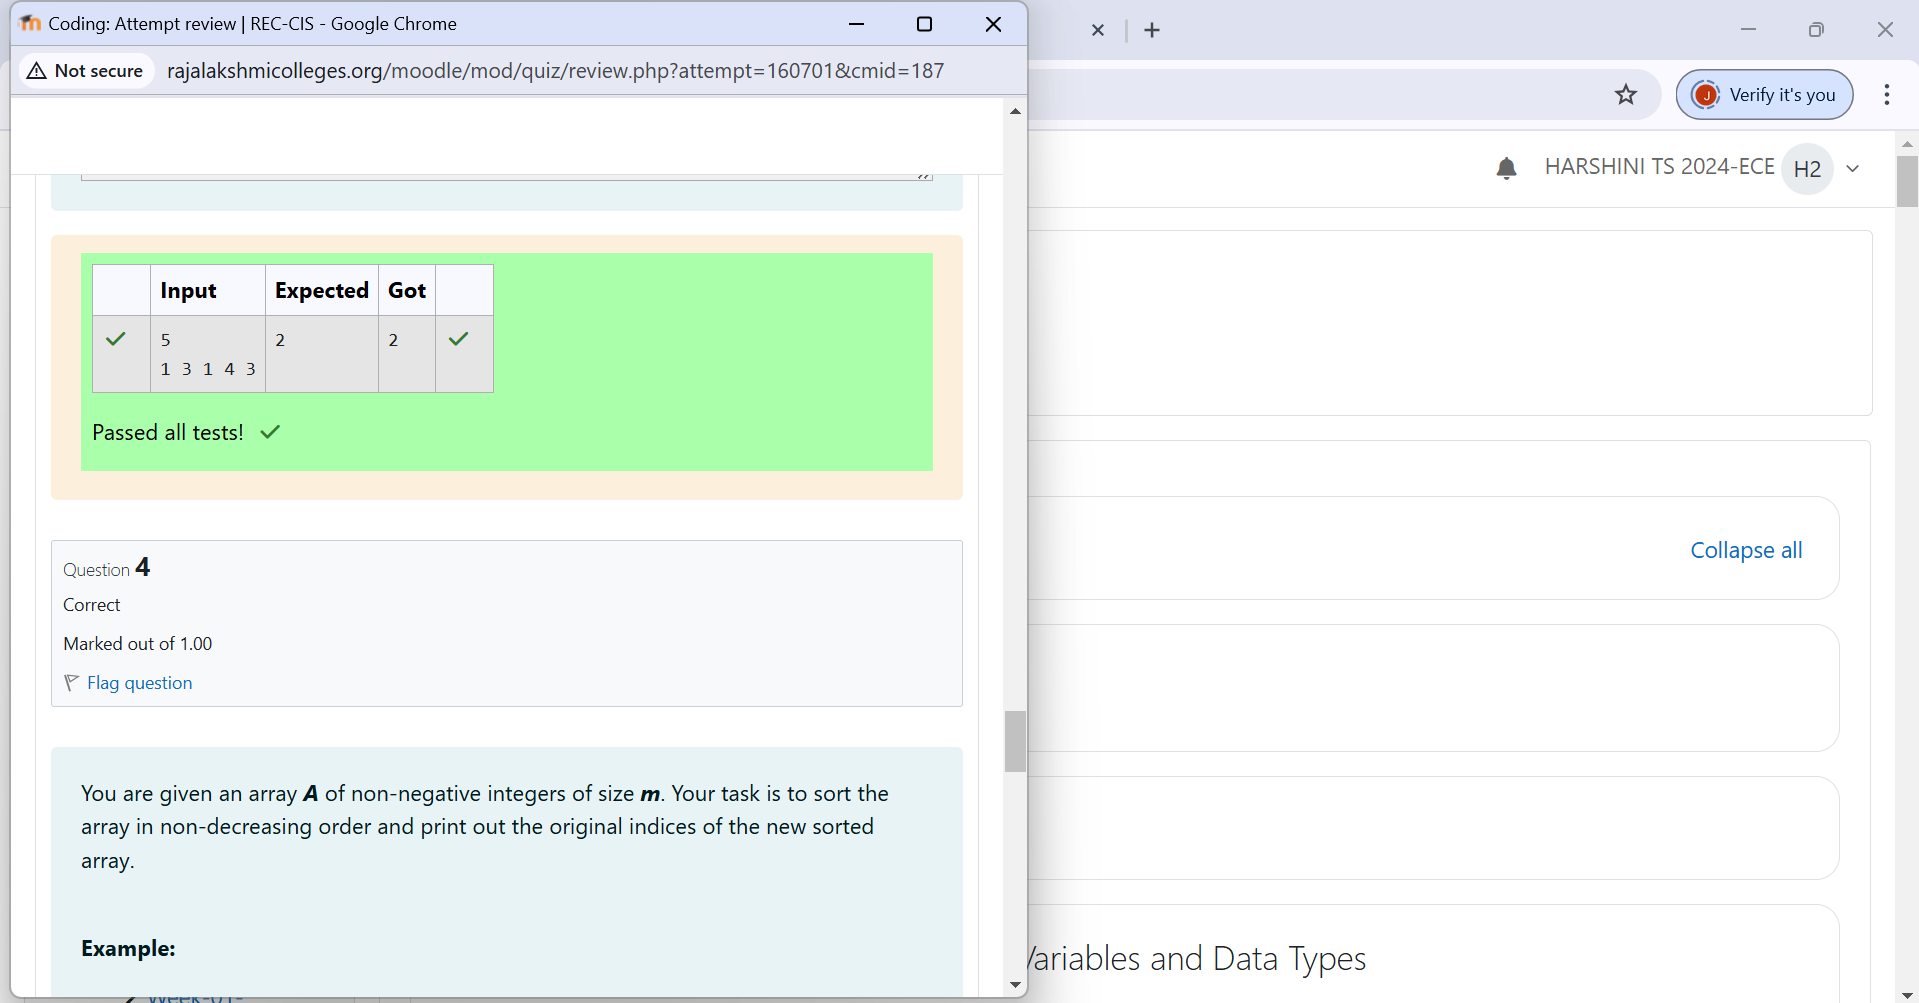 Coding: Attempt review | REC-CIS - Google Chrome
Not secure rajalakshmicolleges.org/moodle/mod/quiz/review.php?attempt=160701&cmid=187
Verify it's you
J
HARSHINI TS 2024-ECE H2
Input Expected Got
5 2 2
1 3 1 4 3
Passed all tests!
Question 4
Correct
Marked out of 1.00
Flag question
You are given an array A of non-negative integers of size m. Your task is to sort the
array in non-decreasing order and print out the original indices of the new sorted
array.
Example:
Collapse all
Variables and Data Types
Week-01-